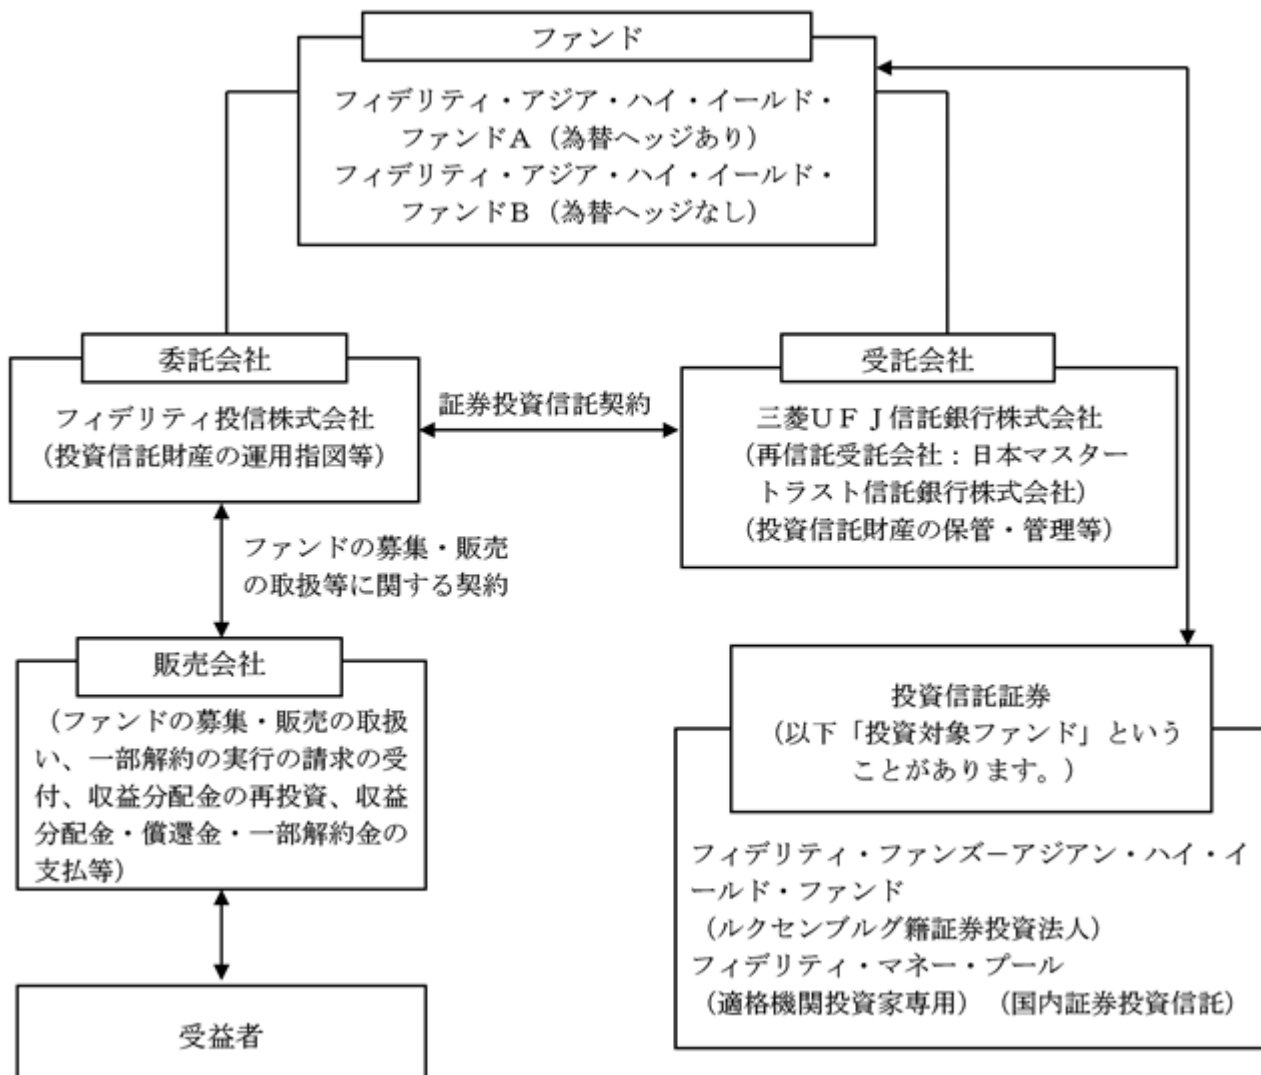 ファンド
フィデリティ・アジア・ハイ・イールド・
ファンドＡ（為替ヘッジあり）
フィデリティ・アジア・ハイ・イールド・
ファンドＢ（為替ヘッジなし）
委託会社
フィデリティ投信株式会社
（投資信託財産の運用指図等）
証券投資信託契約
受託会社
三菱ＵＦＪ信託銀行株式会社
（再信託受託会社：日本マスター
トラスト信託銀行株式会社）
（投資信託財産の保管・管理等）
ファンドの募集・販売
の取扱等に関する契約
販売会社
（ファンドの募集・販売の取扱
い、一部解約の実行の請求の受
付、収益分配金の再投資、収益
分配金・償還金・一部解約金の
支払等）
受益者
投資信託証券
（以下「投資対象ファンド」という
ことがあります。）
フィデリティ・ファンズ－アジアン・ハイ・イ
ールド・ファンド
（ルクセンブルグ籍証券投資法人）
フィデリティ・マネー・プール
（適格機関投資家専用）（国内証券投資信託）